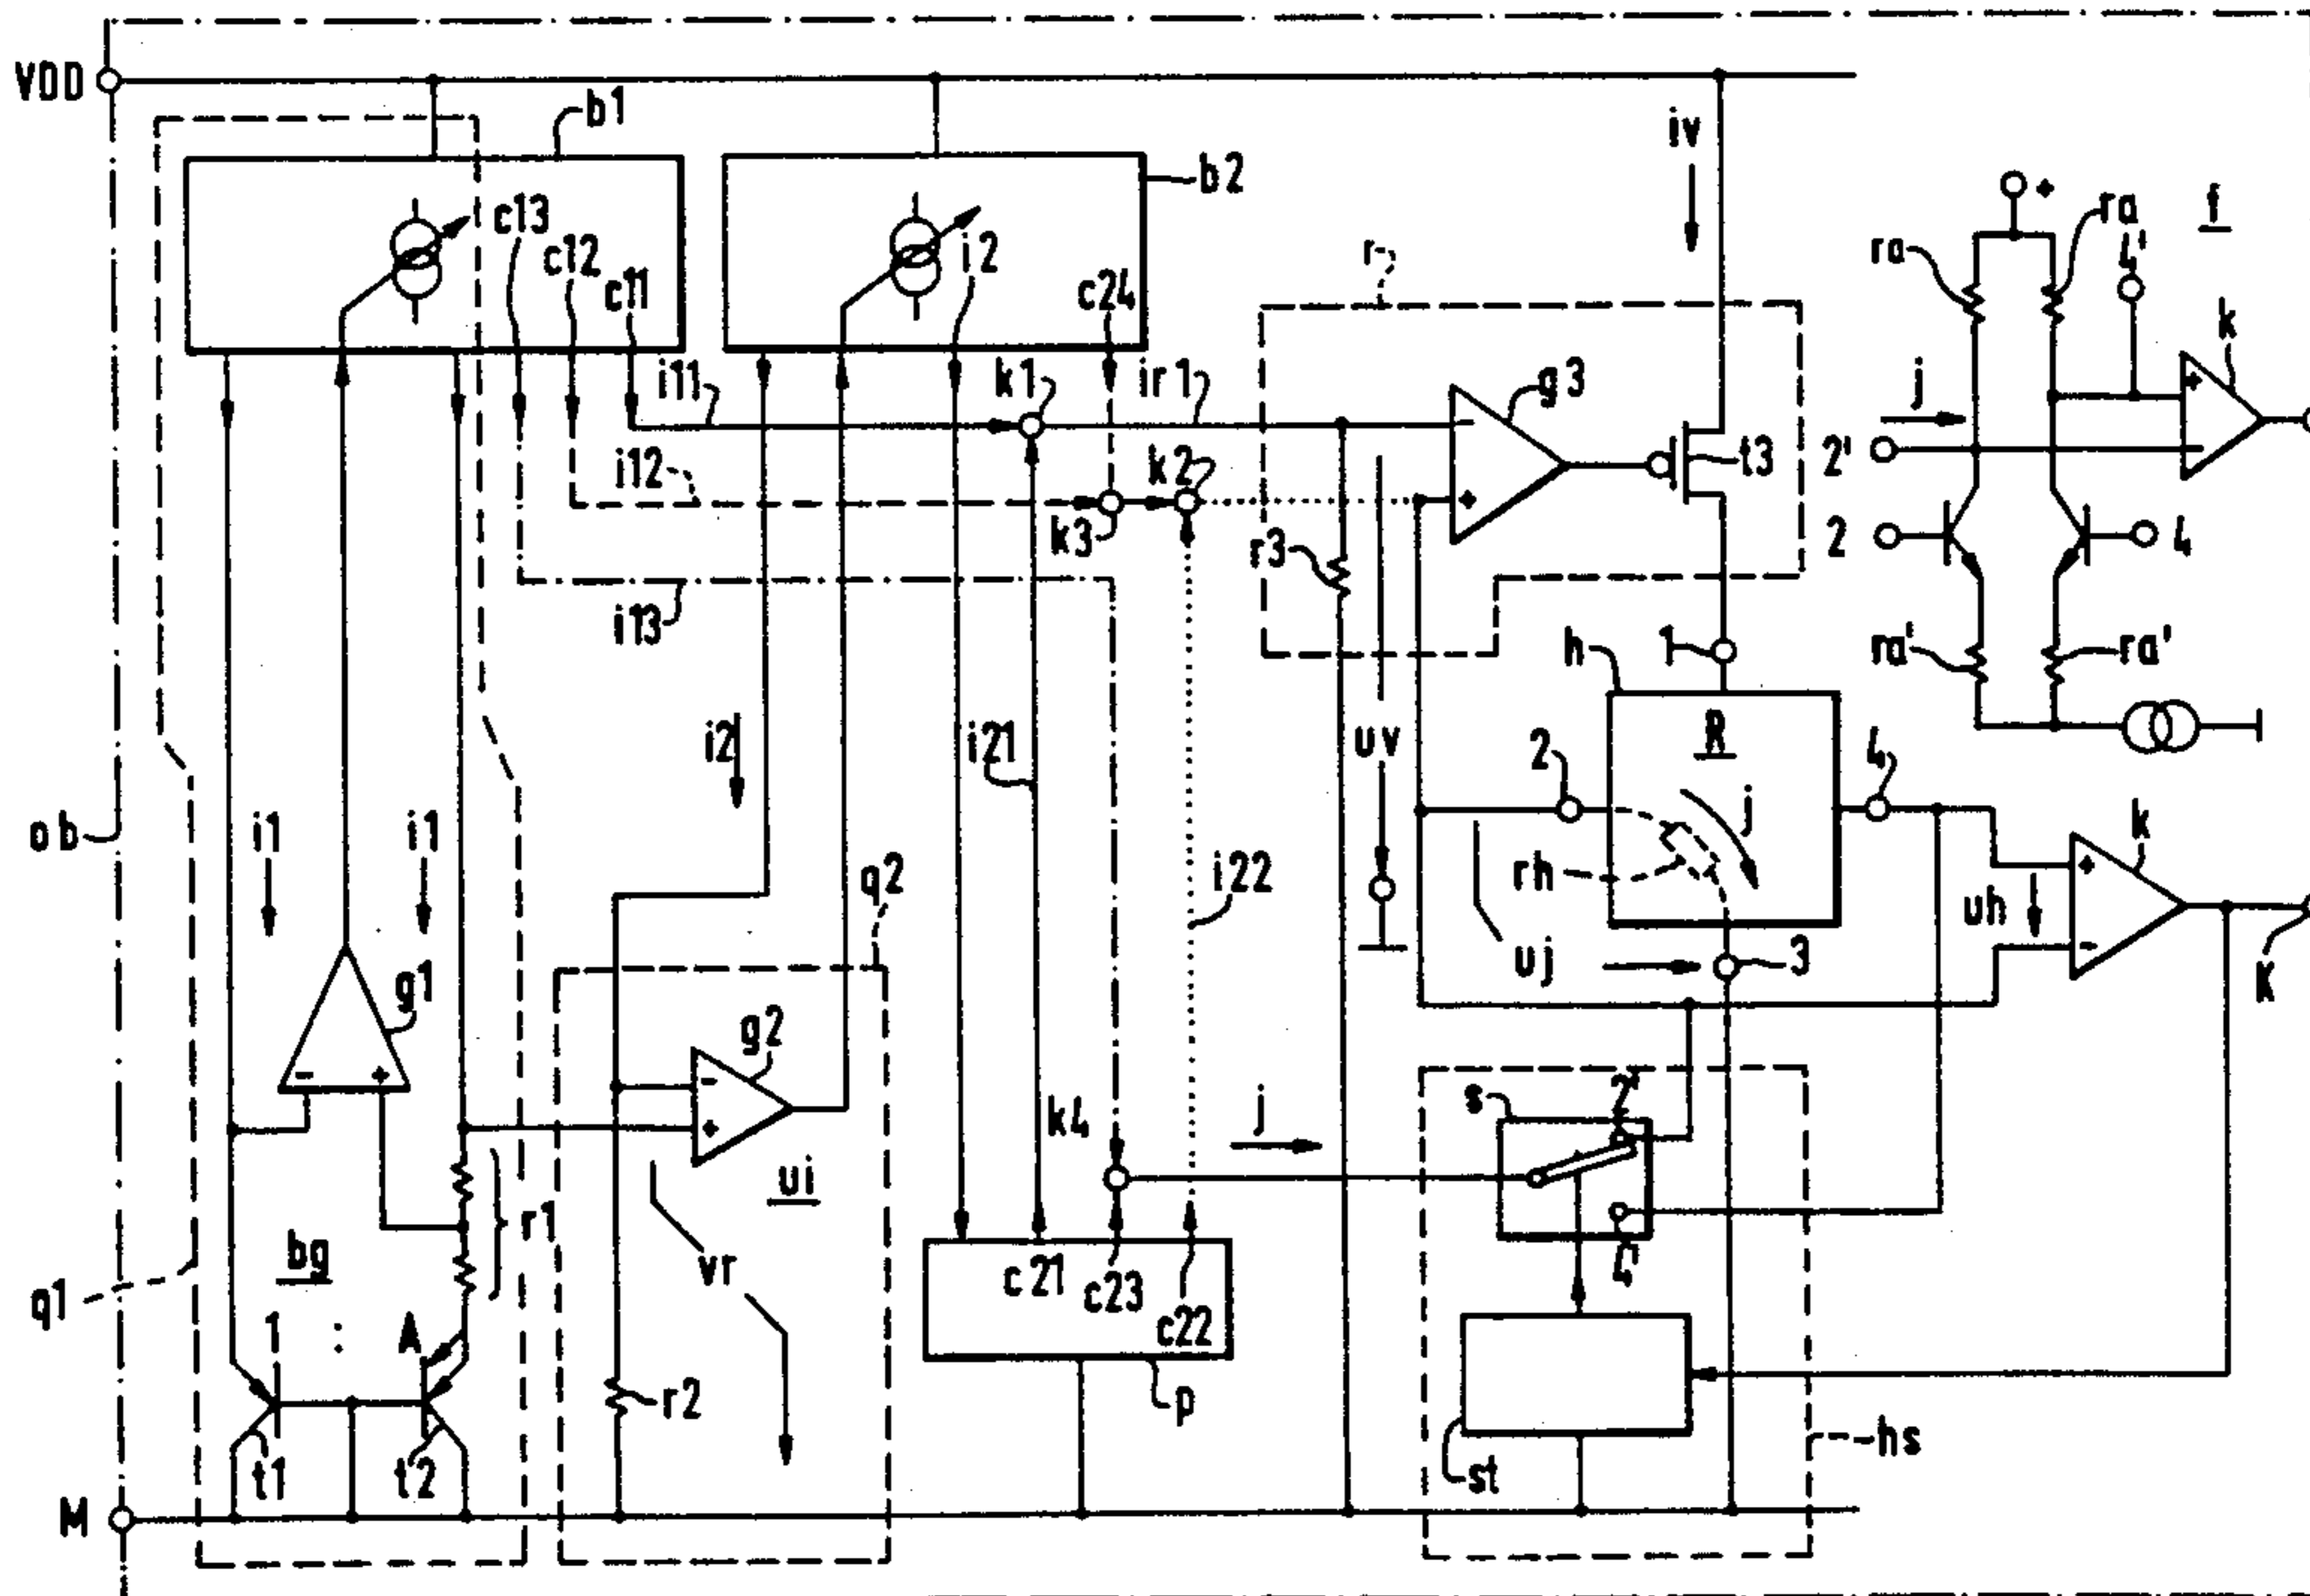 VDD
b1
b2
iv
c13
c12
c11
i2
c24
r
ra
ra'
4'
f
k
+
j
2'
+
-
2
4
ra'
ra'
i11
k1
ir1
g3
-
+
t3
i12
k2
k3
r3
i13
h
1
R
2
4
j
rh
uv
uj
3
k
+
-
uh
K
ob
i1
i1
i2
i21
i22
q2
g1
-
+
g2
-
+
k4
ui
j
s
2'
4'
bg
r1
vr
c21
c23
c22
q1
1
:
A
r2
p
hs
t1
t2
st
M